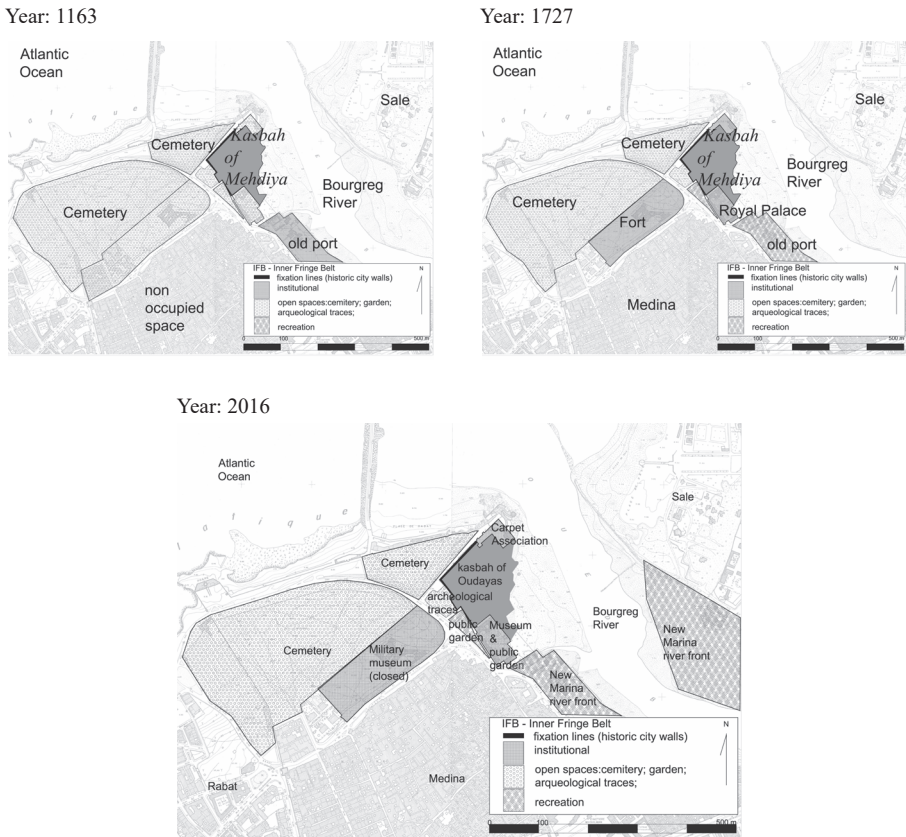 Year: 1163
Atlantic
Ocean
o t i q u e
Sale
Cemetery
Kasbah
of
Mehdiya
Cemetery
Bourgreg
River
old port
non
occupied
space
IFB - Inner Fringe Belt
fixation lines (historic city walls)
institutional
open spaces:cemitery; garden;
arqueological traces;
recreation
N
0 100 500 m
Year: 1727
Atlantic
Ocean
o t i q u e
Sale
Cemetery
Kasbah
of
Mehdiya
Cemetery
Bourgreg
River
Fort
Royal Palace
old port
Medina
IFB - Inner Fringe Belt
fixation lines (historic city walls)
institutional
open spaces:cemitery; garden;
arqueological traces;
recreation
N
0 100 500 m
Year: 2016
Atlantic
Ocean
o t i q u e
Sale
Carpet
Association
Cemetery
kasbah of
Oudayas
archeological
traces
public
garden
Museum
&
public
garden
Bourgreg
River
New
Marina
river front
Cemetery
Military
museum
(closed)
New
Marina
river front
Rabat
Medina
IFB - Inner Fringe Belt
fixation lines (historic city walls)
institutional
open spaces:cemitery; garden;
arqueological traces;
recreation
N
500 m